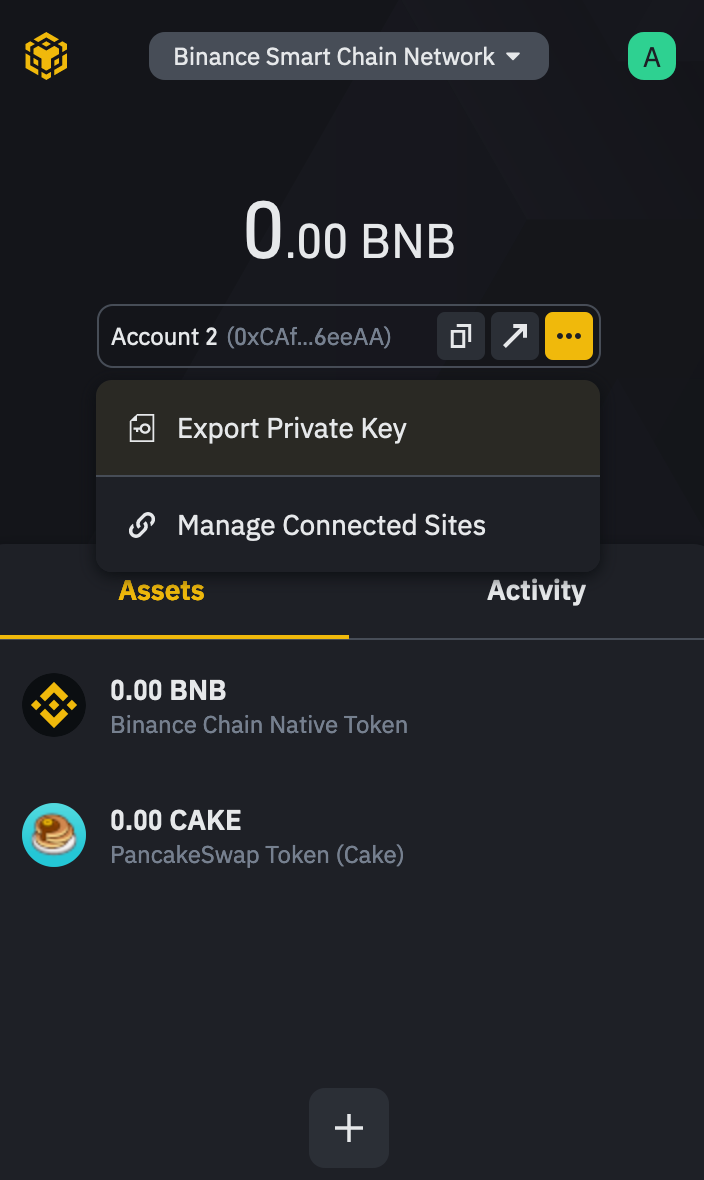 Binance Smart Chain Network
A
0.00 BNB
Account 2 (0xCAf...6eeAA)
Export Private Key
Manage Connected Sites
Assets
Activity
0.00 BNB
Binance Chain Native Token
0.00 CAKE
PancakeSwap Token (Cake)